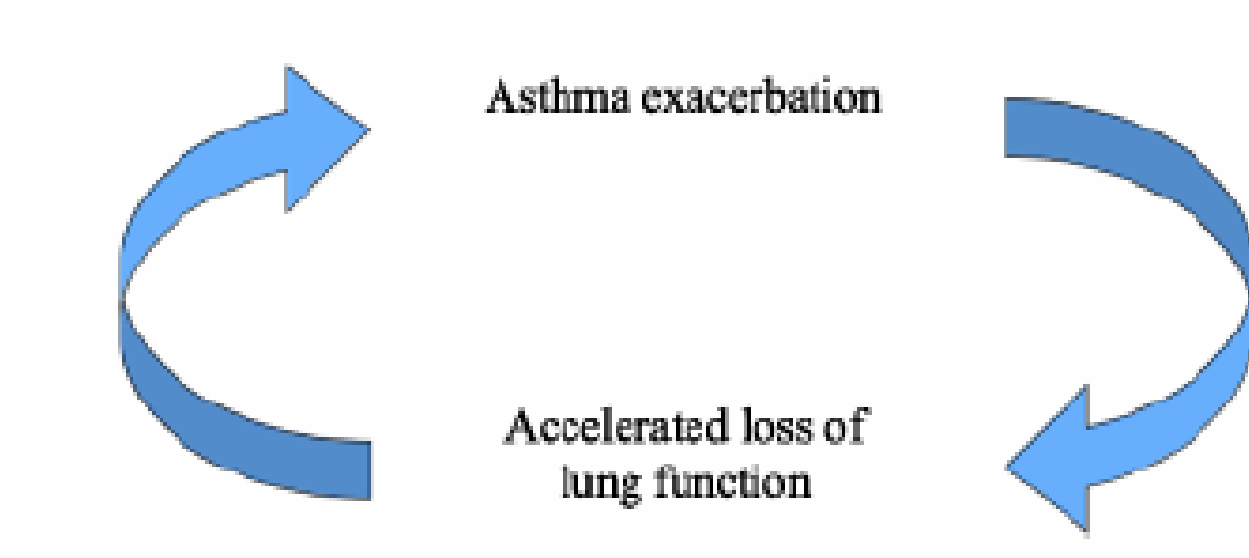 Asthma exacerbation
Accelerated loss of
lung function